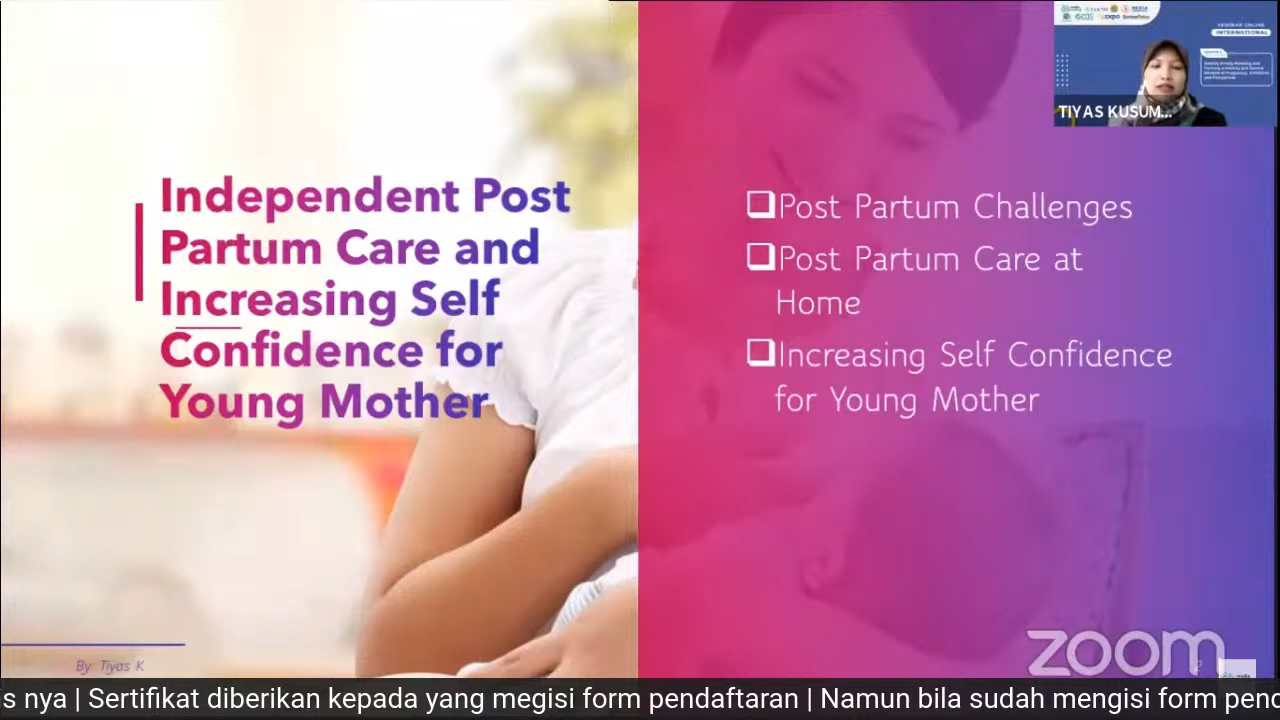 Independent Post
Partum Care and
Increasing Self
Confidence for
Young Mother
By: Tiyas K
Post Partum Challenges
Post Partum Care at
Home
Increasing Self Confidence
for Young Mother
INTERNATIONAL
TIYAS KUSUM...
zoom
s nya | Sertifikat diberikan kepada yang megisi form pendaftaran | Namun bila sudah mengisi form pend